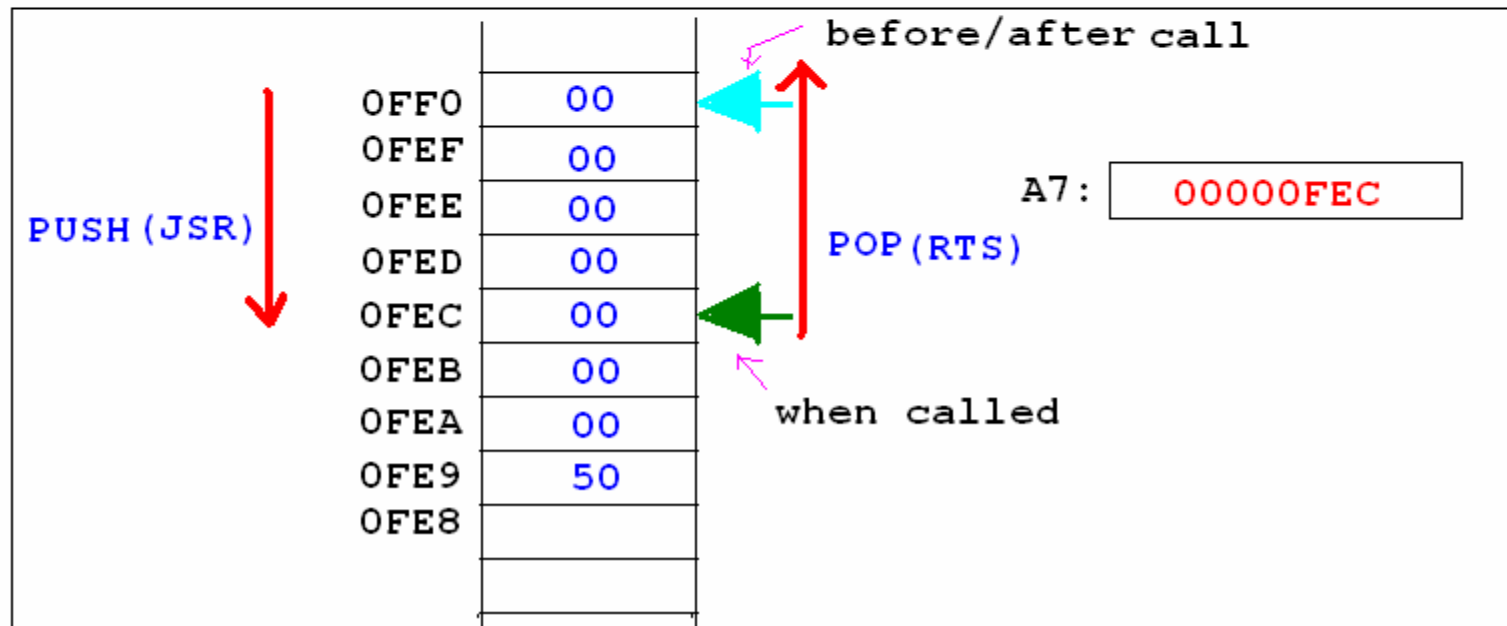 before/after call
0FF0 00
0FEF 00
A7: 00000FEC
0FEE 00
PUSH(JSR)
POP(RTS)
0FED 00
0FEC 00
0FEB 00
when called
0FEA 00
0FE9 50
0FE8